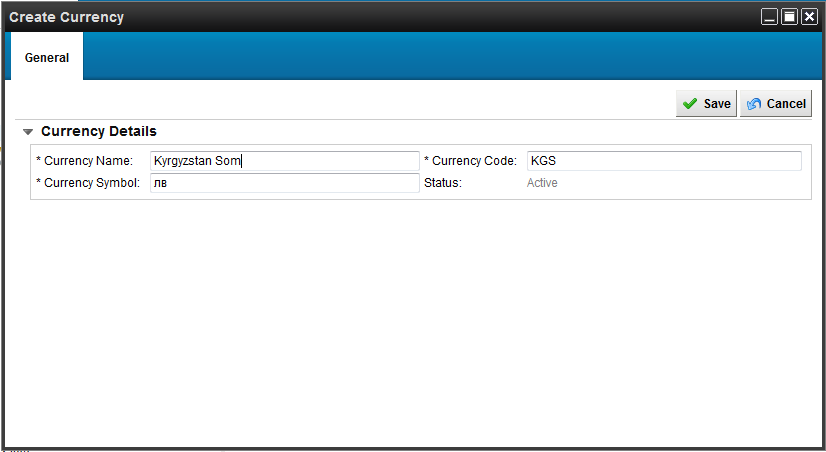 Create Currency
General
Save Cancel
Currency Details
* Currency Name: Kyrgyzstan Som * Currency Code: KGS
* Currency Symbol: лв Status: Active